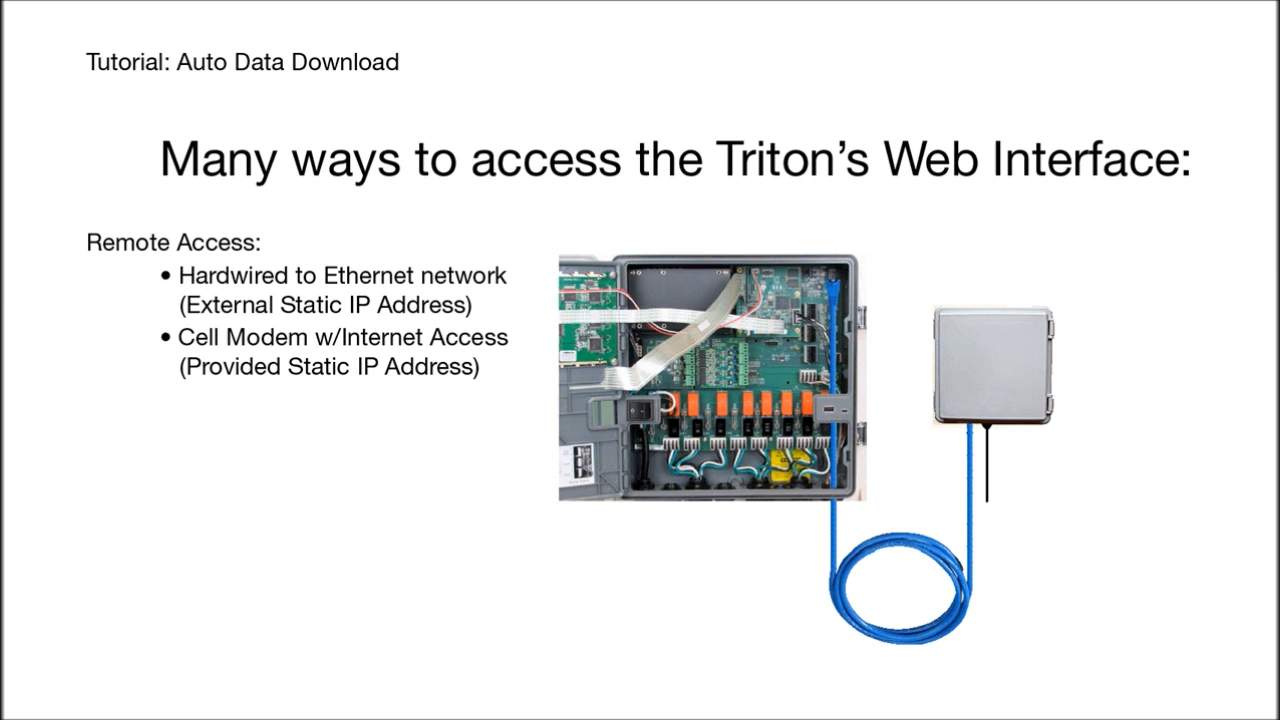 Tutorial: Auto Data Download
Many ways to access the Triton’s Web Interface:
Remote Access:
• Hardwired to Ethernet network
(External Static IP Address)
• Cell Modem w/Internet Access
(Provided Static IP Address)